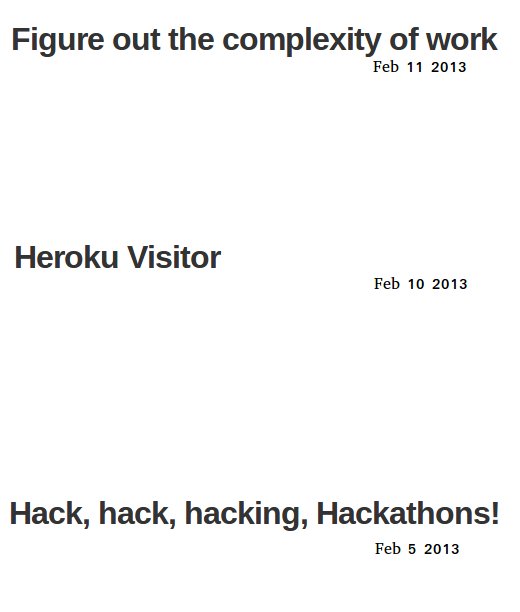 Figure out the complexity of work
Feb 11 2013
Heroku Visitor
Feb 10 2013
Hack, hack, hacking, Hackathons!
Feb 5 2013